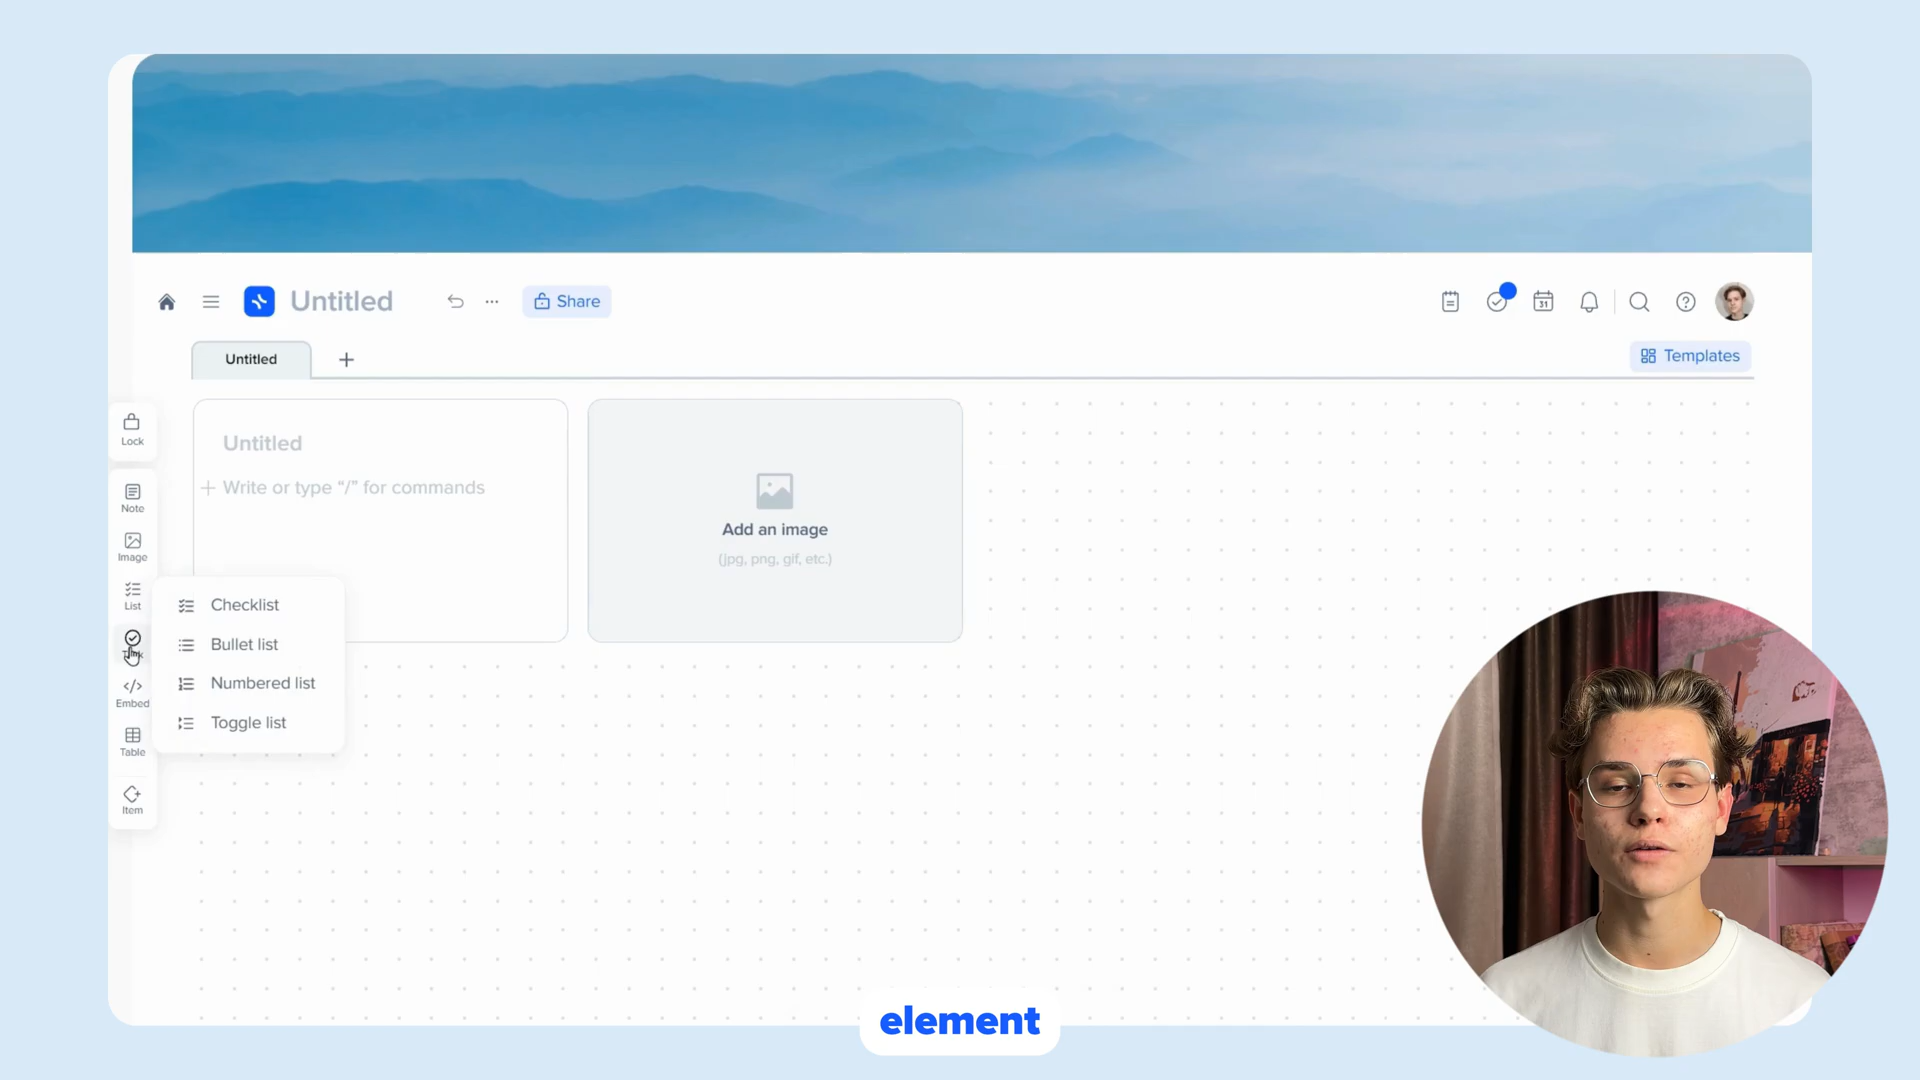 Untitled
Share
31
Untitled
Templates
Lock
Note
Image
List
Embed
Table
Item
Untitled
Write or type “/” for commands
Add an image
(jpg, png, gif, etc.)
Checklist
Bullet list
Numbered list
Toggle list
element